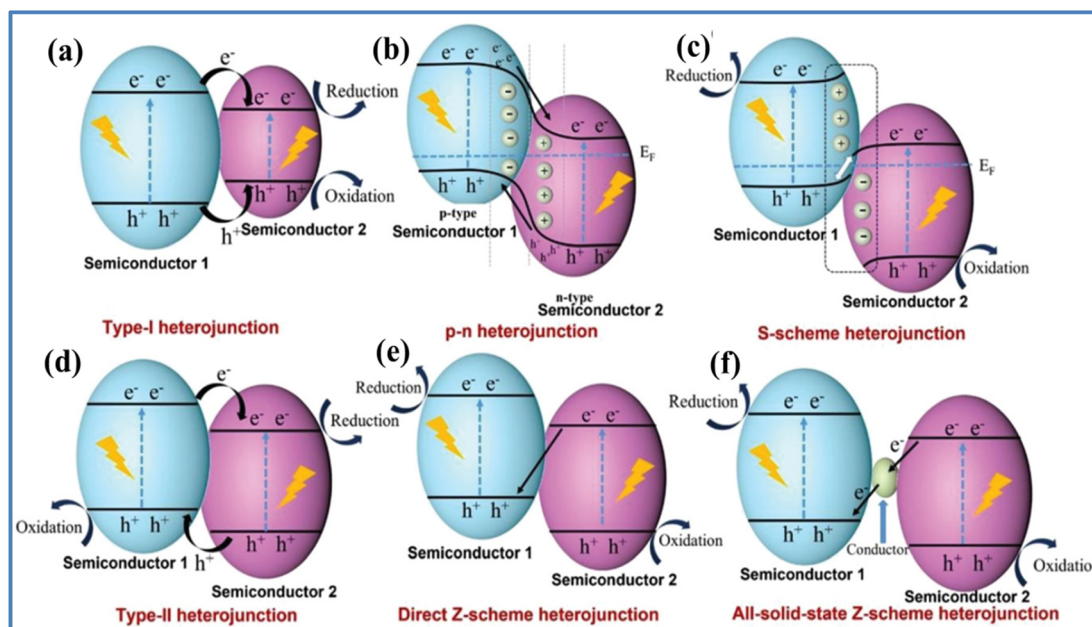 (a)
e⁻
e⁻ e⁻
e⁻ e⁻
Reduction
h⁺ h⁺
Oxidation
h⁺ h⁺
h⁺
Semiconductor 2
Semiconductor 1
Type-I heterojunction
(b)
e⁻ e⁻
e⁻
e⁻ e⁻
e⁻ e⁻
-
-
-
-
+
+
+
+
E_F
h⁺ h⁺
p-type
Semiconductor 1
h⁺ h⁺
n-type
Semiconductor 2
p-n heterojunction
(c)
Reduction
e⁻ e⁻
+
+
+
e⁻ e⁻
E_F
-
-
-
h⁺ h⁺
Semiconductor 1
h⁺ h⁺
Oxidation
Semiconductor 2
S-scheme heterojunction
(d)
e⁻
e⁻ e⁻
e⁻ e⁻
Reduction
Oxidation
h⁺ h⁺
h⁺ h⁺
Semiconductor 1
h⁺
Semiconductor 2
Type-II heterojunction
(e)
Reduction
e⁻ e⁻
e⁻ e⁻
h⁺ h⁺
h⁺ h⁺
Oxidation
Semiconductor 1
Semiconductor 2
Direct Z-scheme heterojunction
(f)
Reduction
e⁻ e⁻
e⁻ e⁻
e⁻
e⁻
h⁺ h⁺
Conductor
h⁺ h⁺
Oxidation
Semiconductor 1
Semiconductor 2
All-solid-state Z-scheme heterojunction